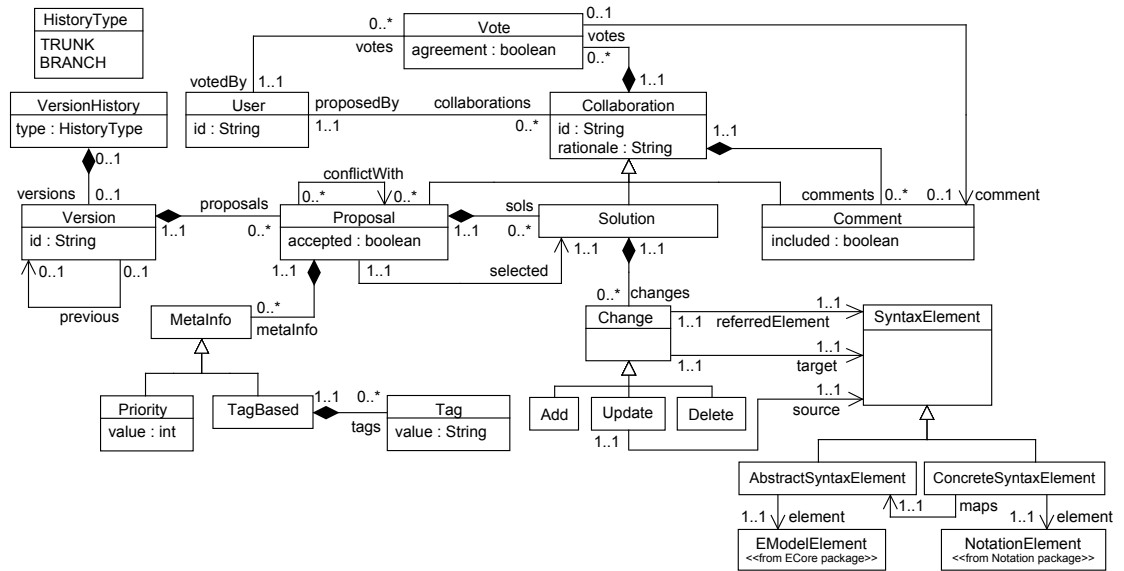 HistoryType
TRUNK
BRANCH
0..*
Vote
0..1
votes
agreement : boolean
votes
0..*
votedBy
1..1
1..1
VersionHistory
type : HistoryType
User
id : String
proposedBy
collaborations
1..1
0..*
Collaboration
id : String
rationale : String
1..1
0..1
conflictWith
versions
0..1
0..*
0..*
comments
0..*
0..1
comment
Version
id : String
proposals
1..1
0..*
Proposal
accepted : boolean
sols
1..1
0..*
Solution
Comment
included : boolean
0..1
0..1
1..1
1..1
selected
1..1
1..1
previous
0..*
metaInfo
MetaInfo
0..*
changes
Change
1..1
referredElement
1..1
SyntaxElement
1..1
target
1..1
Priority
value : int
TagBased
1..1
0..*
tags
Tag
value : String
Add
Update
Delete
1..1
source
1..1
AbstractSyntaxElement
ConcreteSyntaxElement
1..1
maps
1..1
element
1..1
element
EModelElement
<<from ECore package>>
NotationElement
<<from Notation package>>